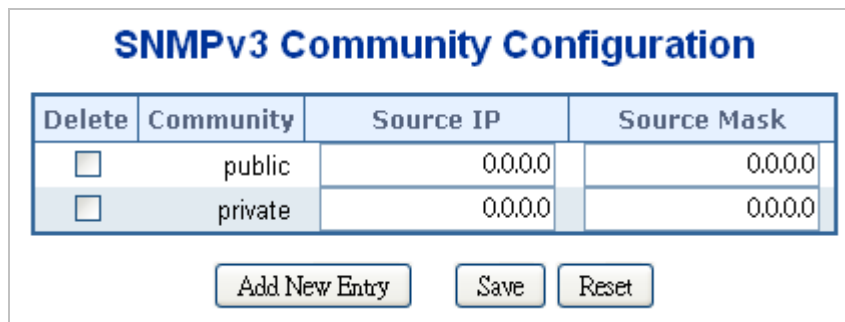 SNMPv3 Community Configuration
Delete Community Source IP Source Mask
public 0.0.0.0 0.0.0.0
private 0.0.0.0 0.0.0.0
Add New Entry Save Reset